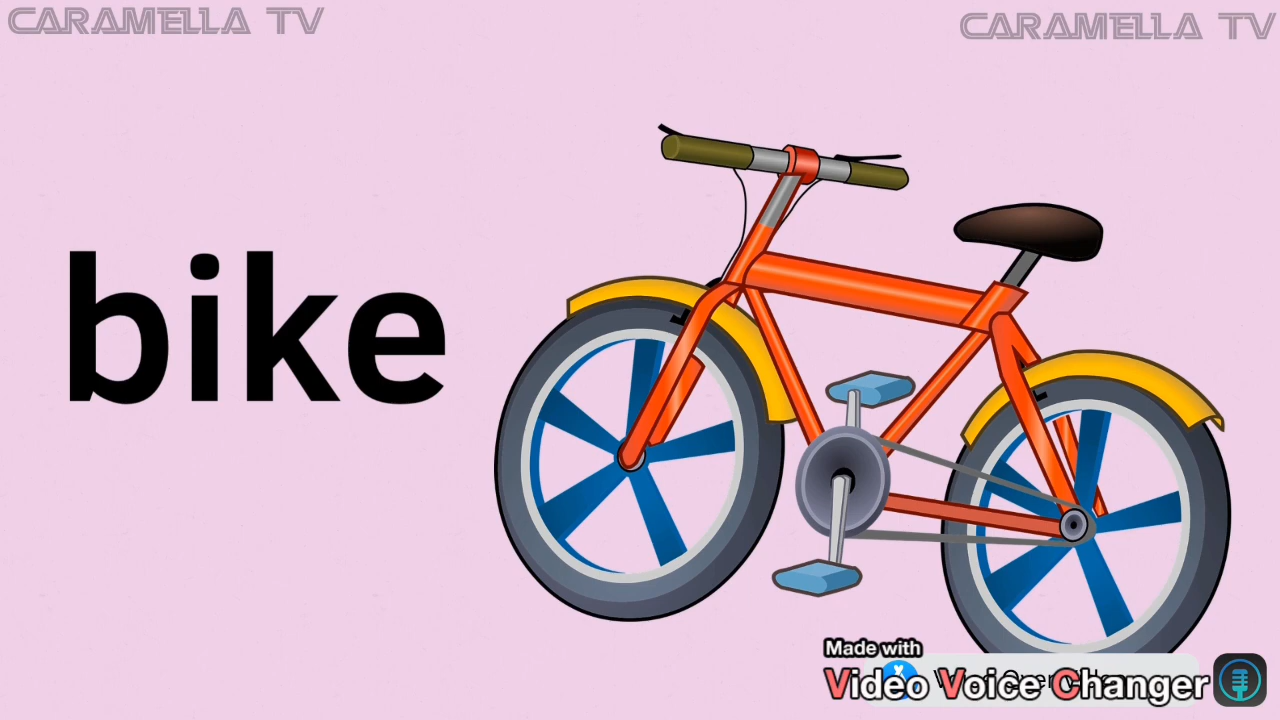 CARAMELLA TV
CARAMELLA TV
bike
Made with
Video Voice Changer